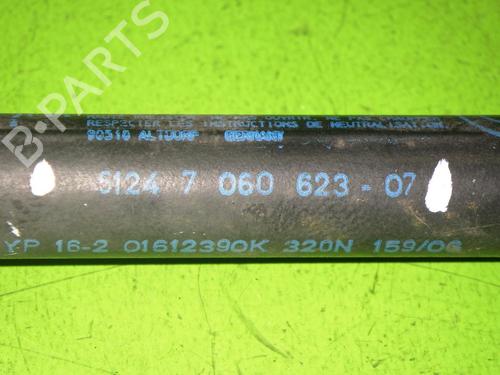 RESPECTER LES INSTRUCTIONS DE NEUTRALISATION.
90518 ALTDORF GERMANY
5124 7 060 623-07
YP 16-2 01612390K 320N 159/06
B-PARTS